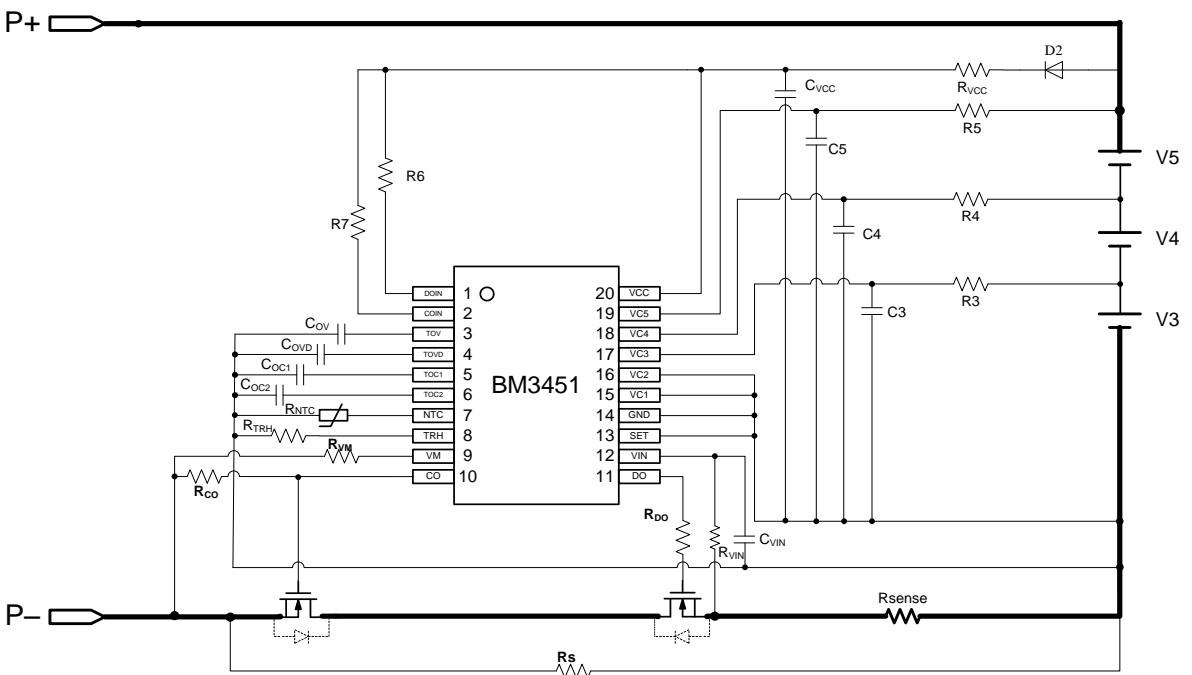 P+
D2
CVCC
RVCC
R5
C5
V5
R6
R7
R4
C4
V4
R3
C3
V3
DOIN 1
20 VCC
COIN 2
19 VC5
COV
TOV 3
18 VC4
COVD
TOVD 4
17 VC3
COC1
TOC1 5
16 VC2
BM3451
COC2
TOC2 6
15 VC1
RNTC
NTC 7
14 GND
RTRH
TRH 8
13 SET
RVM
VM 9
12 VIN
RCO
CO 10
11 DO
RDO
RVIN
CVIN
P–
Rsense
Rs